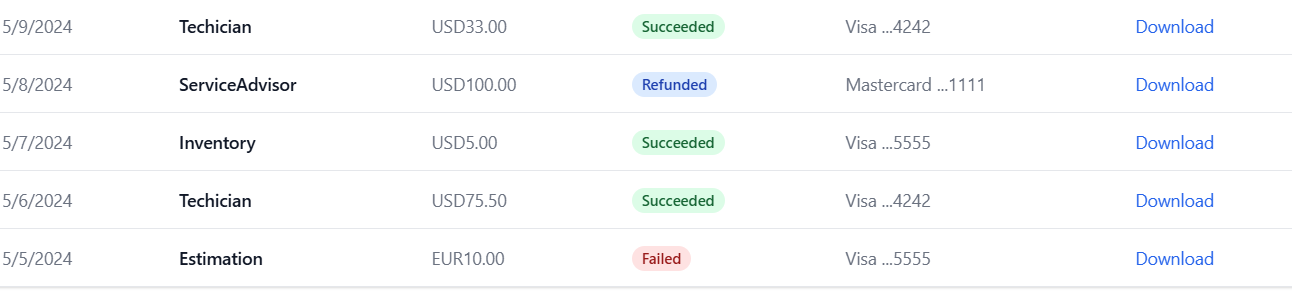 5/9/2024 Techician USD33.00 Succeeded Visa ...4242 Download
5/8/2024 ServiceAdvisor USD100.00 Refunded Mastercard ...1111 Download
5/7/2024 Inventory USD5.00 Succeeded Visa ...5555 Download
5/6/2024 Techician USD75.50 Succeeded Visa ...4242 Download
5/5/2024 Estimation EUR10.00 Failed Visa ...5555 Download